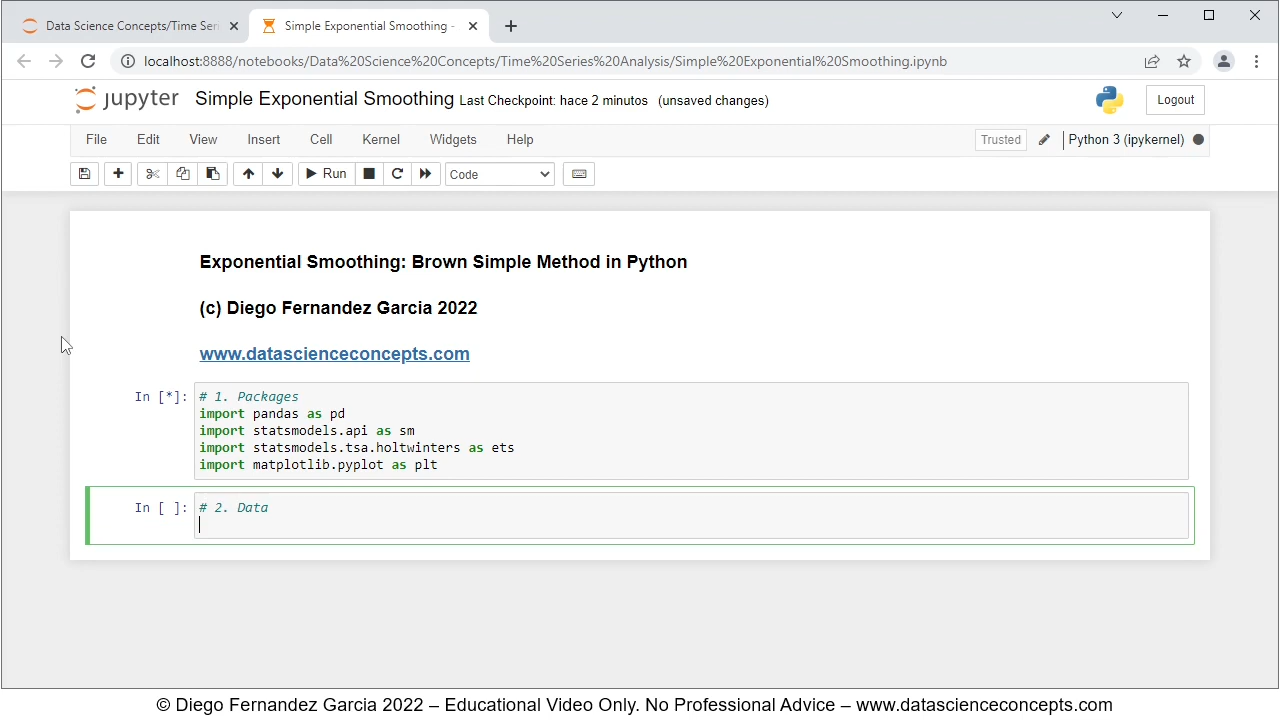 Data Science Concepts/Time Ser
Simple Exponential Smoothing -
localhost:8888/notebooks/Data%20Science%20Concepts/Time%20Series%20Analysis/Simple%20Exponential%20Smoothing.ipynb
jupyter Simple Exponential Smoothing Last Checkpoint: hace 2 minutos (unsaved changes)
Logout
File Edit View Insert Cell Kernel Widgets Help
Trusted Python 3 (ipykernel)
Run Code
Exponential Smoothing: Brown Simple Method in Python
(c) Diego Fernandez Garcia 2022
www.datascienceconcepts.com
In [*]: # 1. Packages
import pandas as pd
import statsmodels.api as sm
import statsmodels.tsa.holtwinters as ets
import matplotlib.pyplot as plt
In [ ]: # 2. Data
© Diego Fernandez Garcia 2022 – Educational Video Only. No Professional Advice – www.datascienceconcepts.com